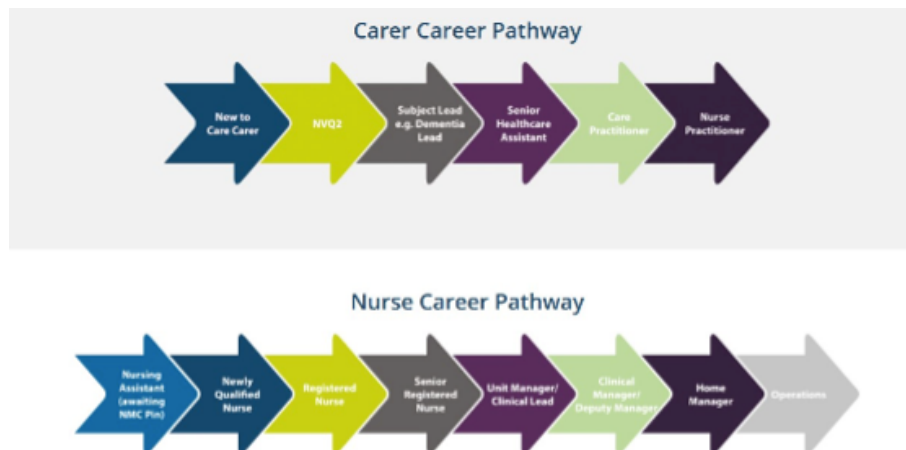 Carer Career Pathway
New to
Care Carer
NVQ2
Subject Lead
e.g. Dementia
Lead
Senior
Healthcare
Assistant
Care
Practitioner
Nurse
Practitioner
Nurse Career Pathway
Nursing
Assistant
(awaiting
NMC Pin)
Newly
Qualified
Nurse
Registered
Nurse
Senior
Registered
Nurse
Unit Manager/
Clinical Lead
Clinical
Manager/
Deputy Manager
Home
Manager
Operations